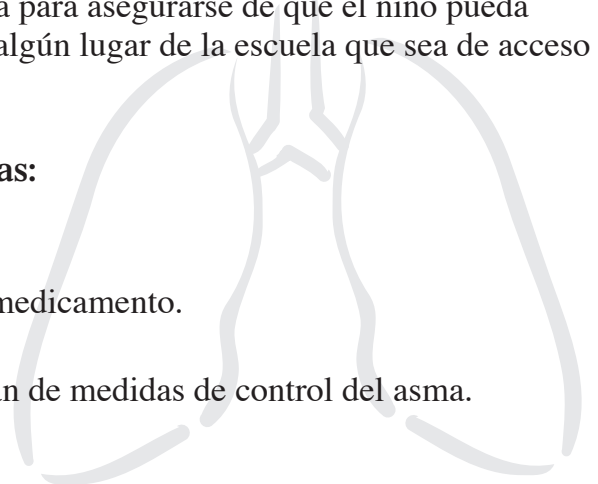 a para asegurarse de que el niño pueda
algún lugar de la escuela que sea de acceso
as:
medicamento.
an de medidas de control del asma.